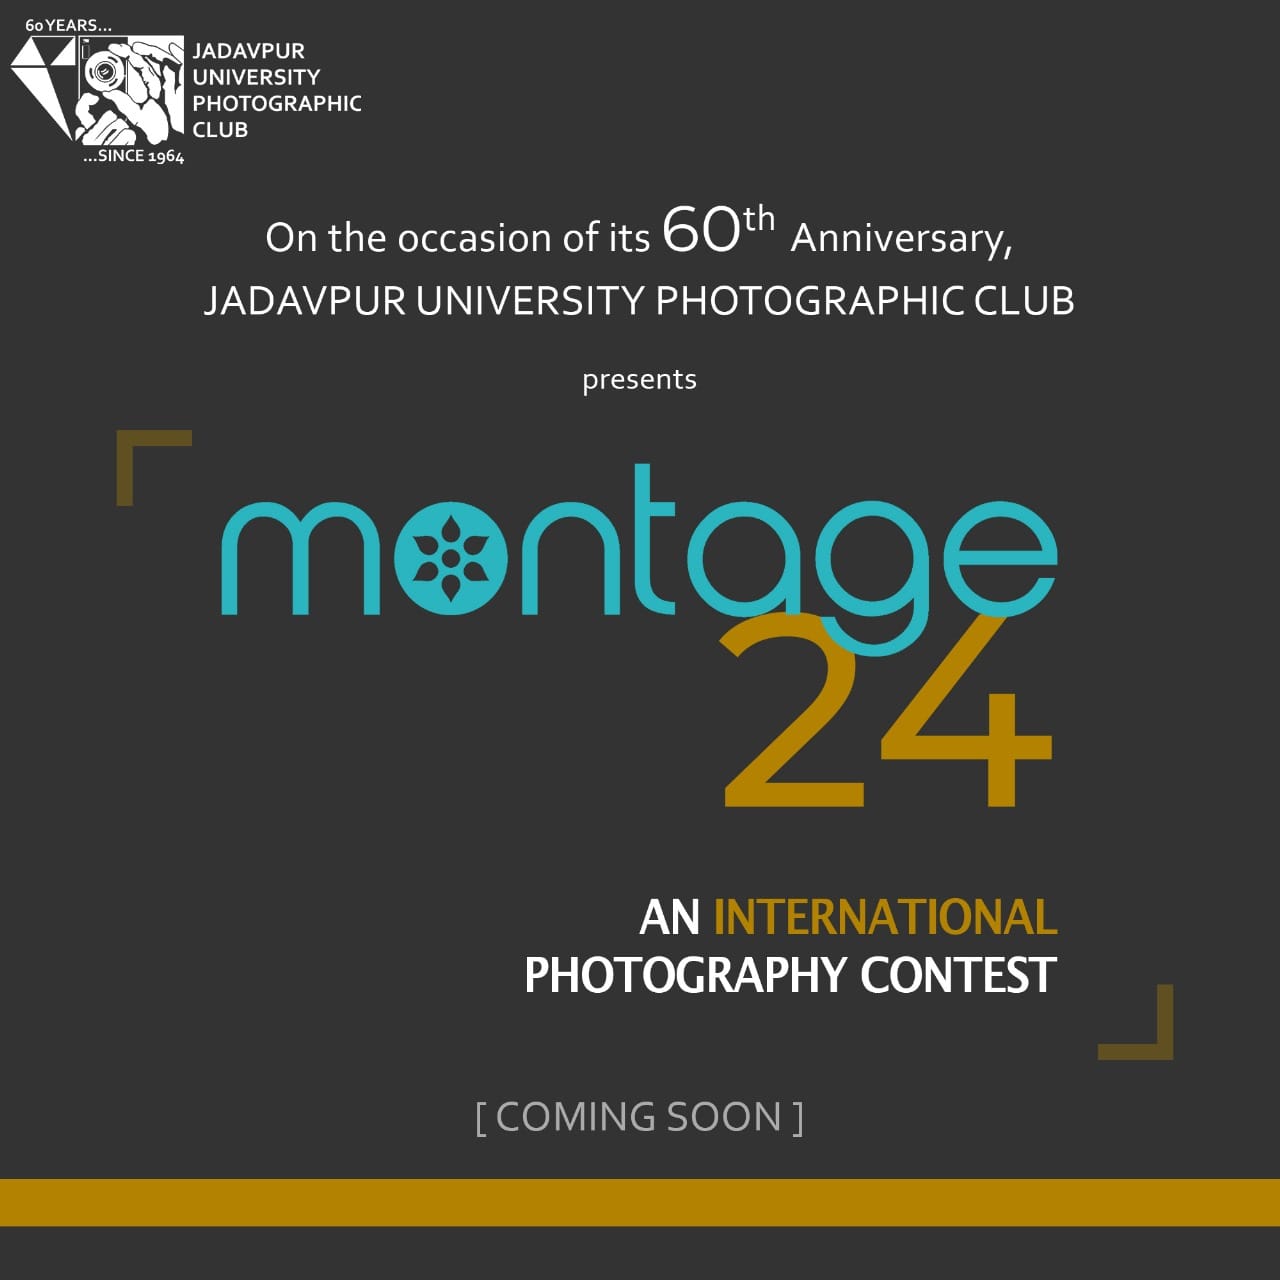 60 YEARS...
JADAVPUR
UNIVERSITY
PHOTOGRAPHIC
CLUB
...SINCE 1964
On the occasion of its 60th Anniversary,
JADAVPUR UNIVERSITY PHOTOGRAPHIC CLUB
presents
montage
24
AN INTERNATIONAL
PHOTOGRAPHY CONTEST
[ COMING SOON ]